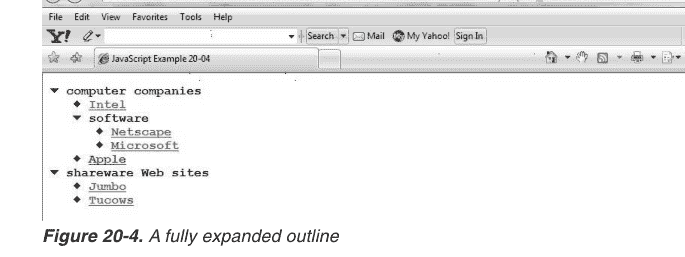 File Edit View Favorites Tools Help
Y! Search Mail My Yahoo! Sign In
JavaScript Example 20-04
computer companies
Intel
software
Netscape
Microsoft
Apple
shareware Web sites
Jumbo
Tucows
Figure 20-4. A fully expanded outline